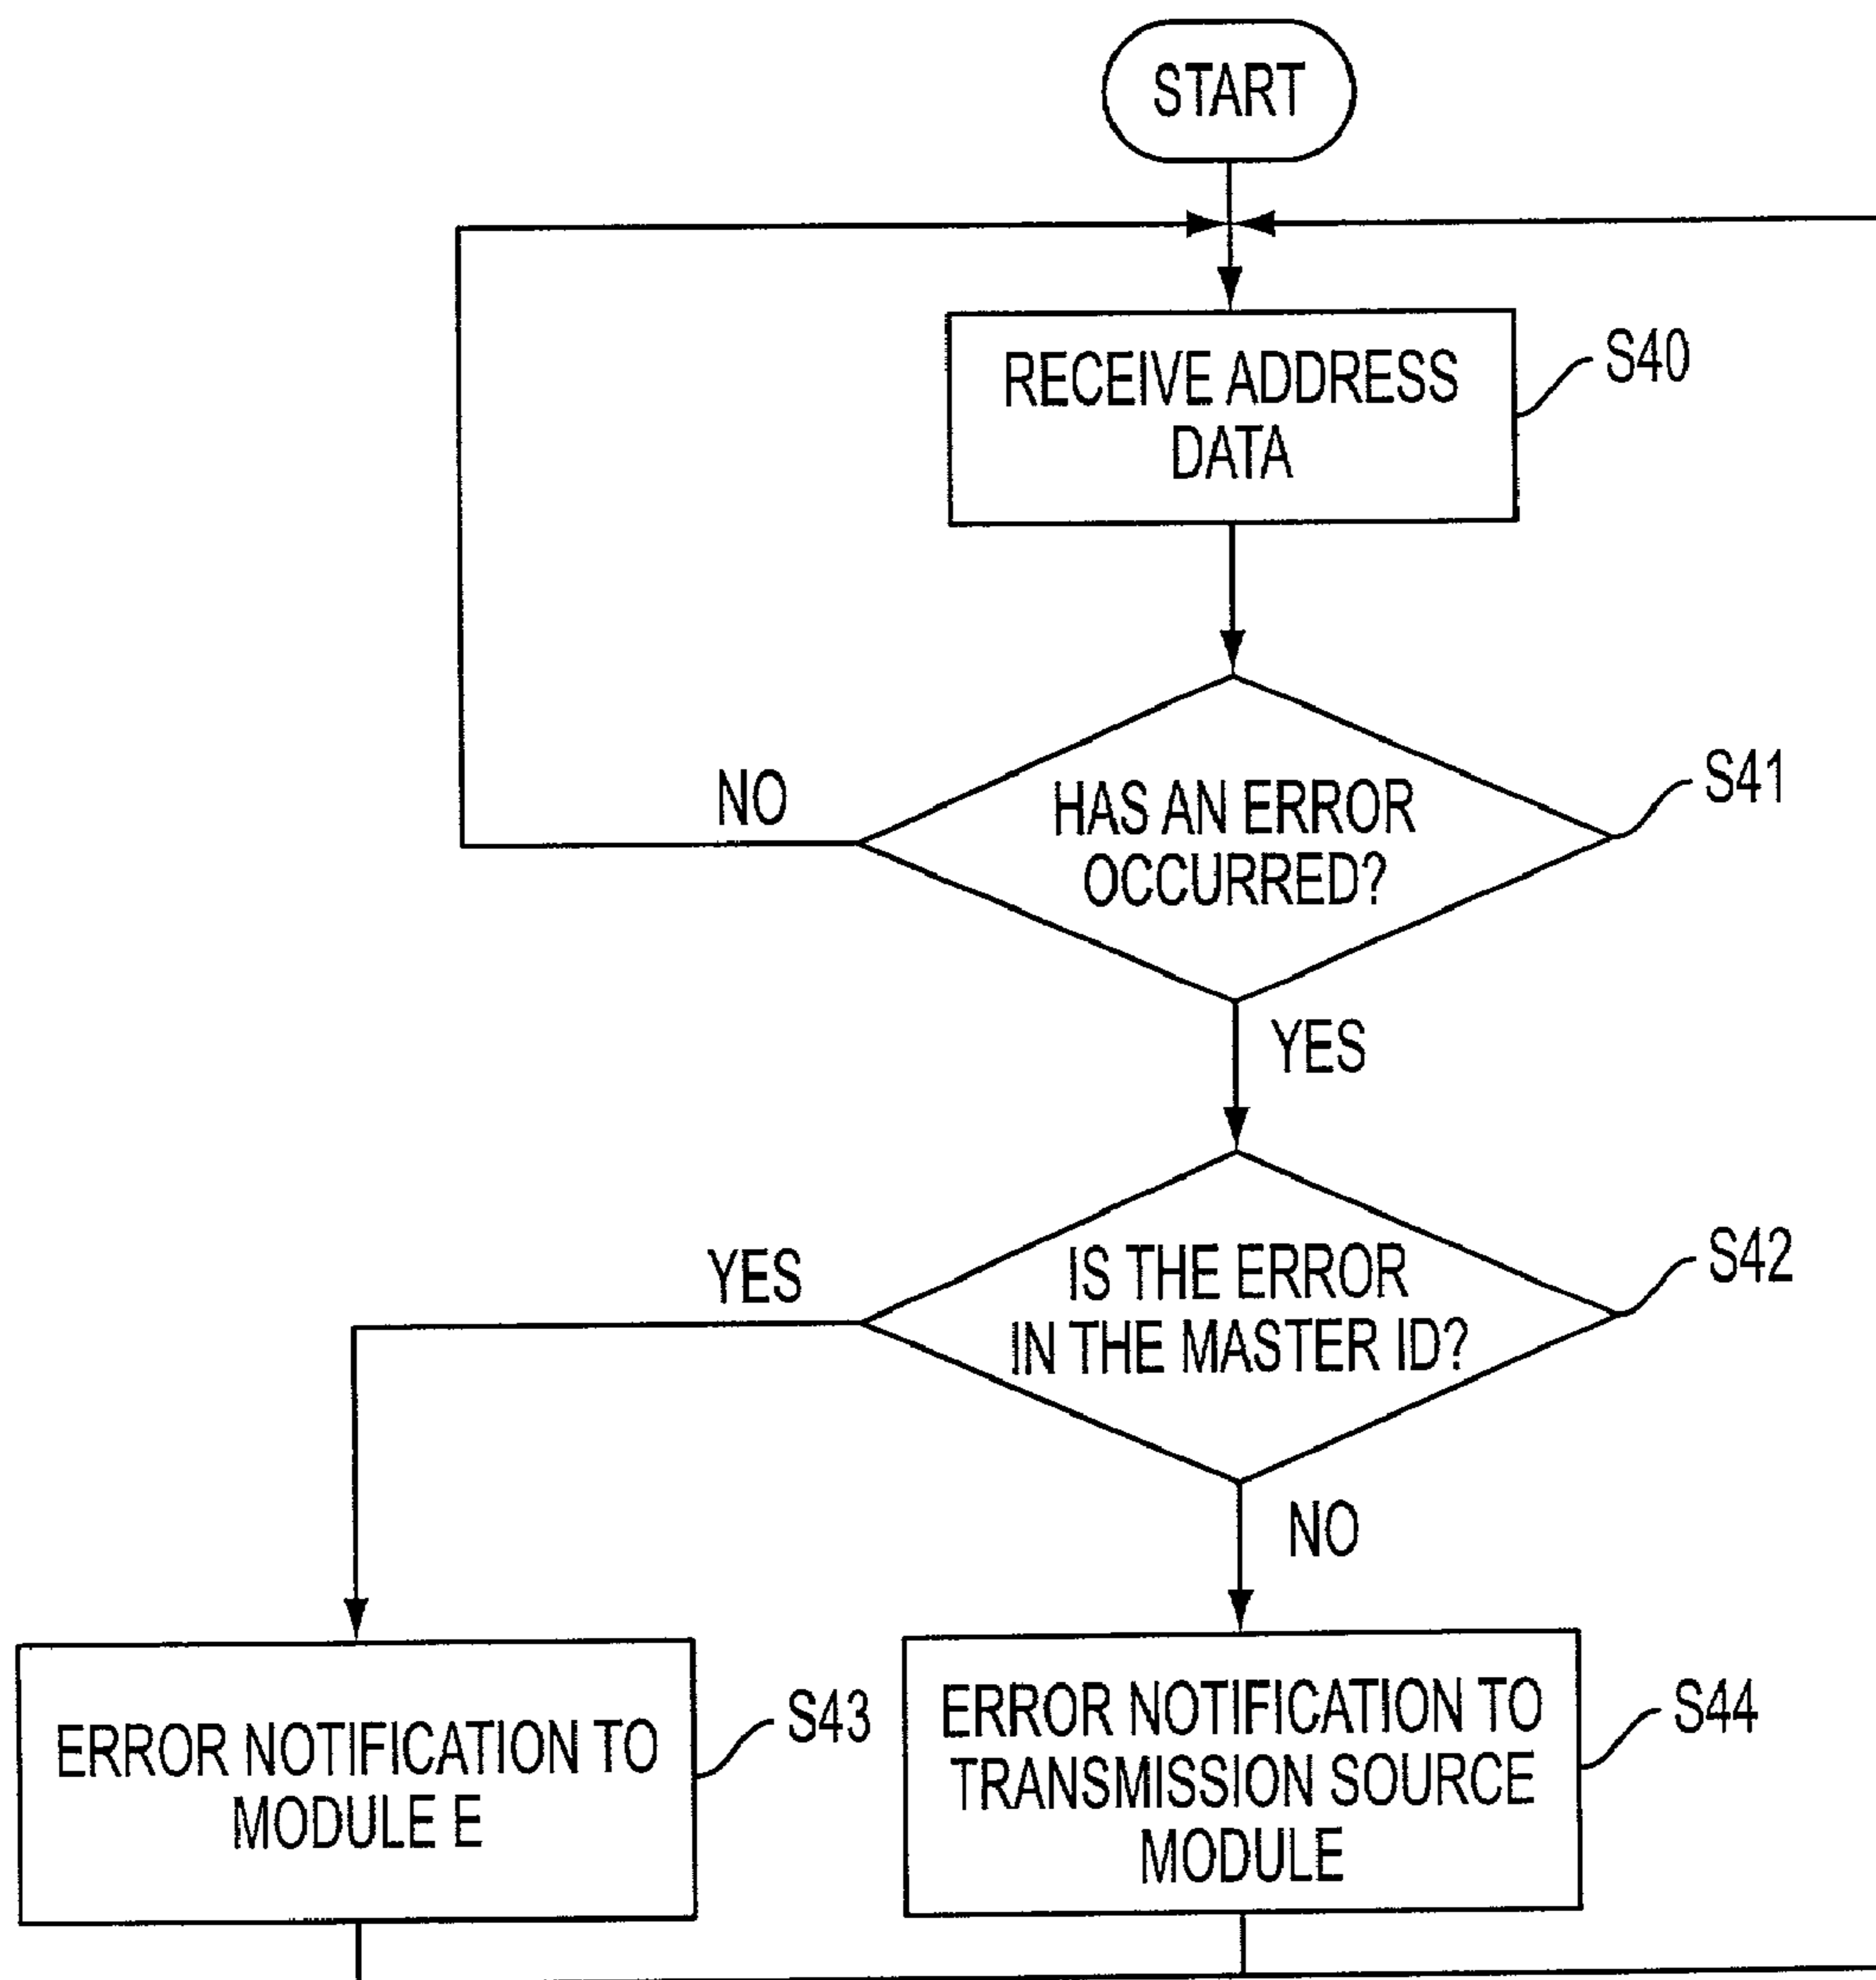 START
RECEIVE ADDRESS
DATA
S40
HAS AN ERROR
OCCURRED?
S41
NO
YES
IS THE ERROR
IN THE MASTER ID?
S42
YES
NO
ERROR NOTIFICATION TO
MODULE E
S43
ERROR NOTIFICATION TO
TRANSMISSION SOURCE
MODULE
S44